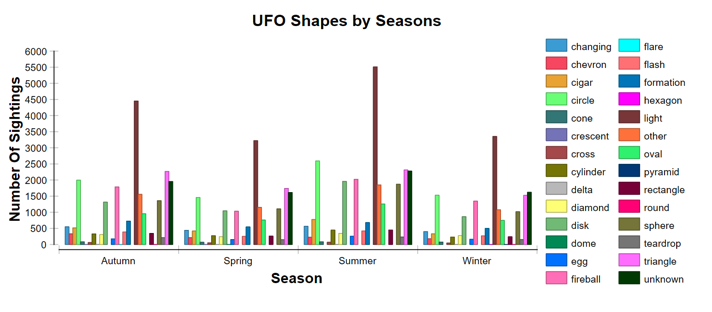 UFO Shapes by Seasons
Number Of Sightings
6000
5500
5000
4500
4000
3500
3000
2500
2000
1500
1000
500
0
Autumn
Spring
Summer
Winter
Season
changing
chevron
cigar
circle
cone
crescent
cross
cylinder
delta
diamond
disk
dome
egg
fireball
flare
flash
formation
hexagon
light
other
oval
pyramid
rectangle
round
sphere
teardrop
triangle
unknown